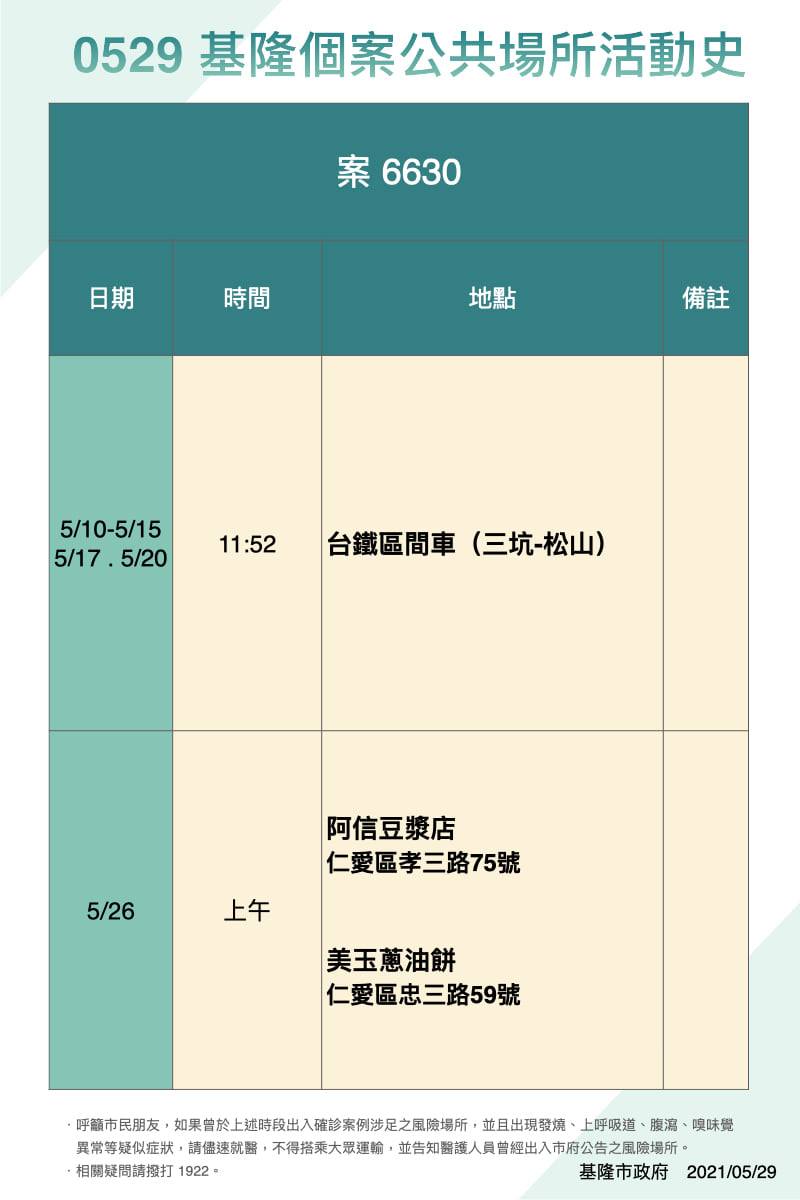 0529 基隆個案公共場所活動史
案 6630
日期
時間
地點
備註
5/10-5/15
5/17 . 5/20
11:52
台鐵區間車（三坑-松山）
5/26
上午
阿信豆漿店
仁愛區孝三路75號
美玉蔥油餅
仁愛區忠三路59號
· 呼籲市民朋友，如果曾於上述時段出入確診案例涉足之風險場所，並且出現發燒、上呼吸道、腹瀉、嗅味覺
異常等疑似症狀，請儘速就醫，不得搭乘大眾運輸，並告知醫護人員曾經出入市府公告之風險場所。
· 相關疑問請撥打 1922。
基隆市政府 2021/05/29